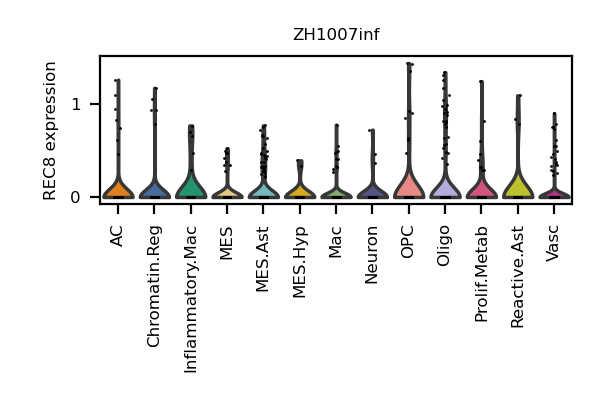 ZH1007inf
REC8 expression
1
0
AC
Chromatin.Reg
Inflammatory.Mac
MES
MES.Ast
MES.Hyp
Mac
Neuron
OPC
Oligo
Prolif.Metab
Reactive.Ast
Vasc